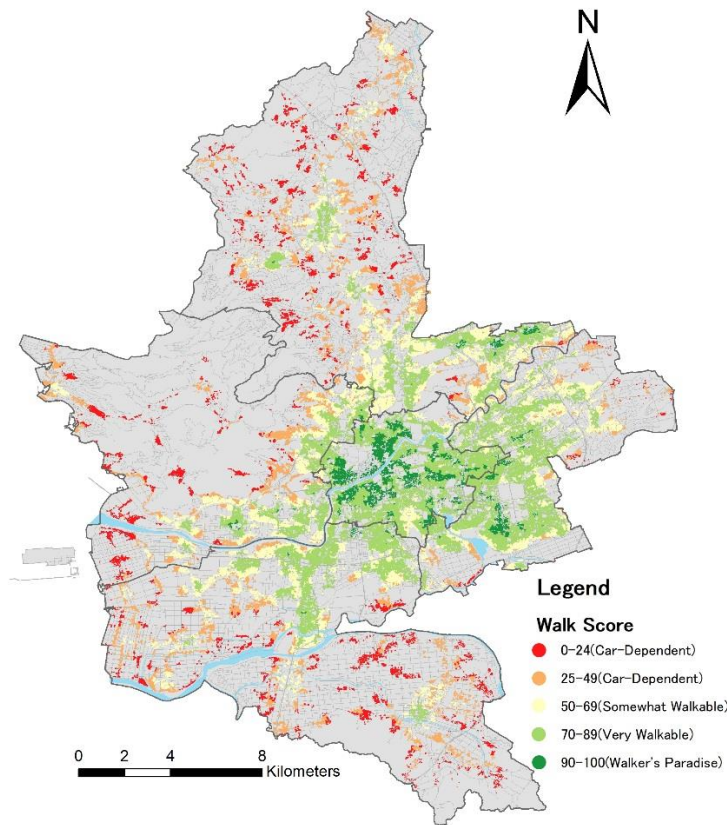 N
Legend
Walk Score
0-24(Car-Dependent)
25-49(Car-Dependent)
50-69(Somewhat Walkable)
70-89(Very Walkable)
90-100(Walker's Paradise)
0 2 4 8
Kilometers